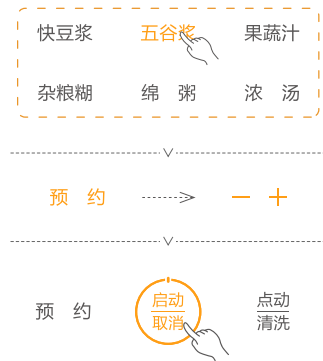 快豆浆 五谷浆 果蔬汁
杂粮糊 绵 粥 浓 汤
预 约 — +
预 约 启动 点动
取消 清洗